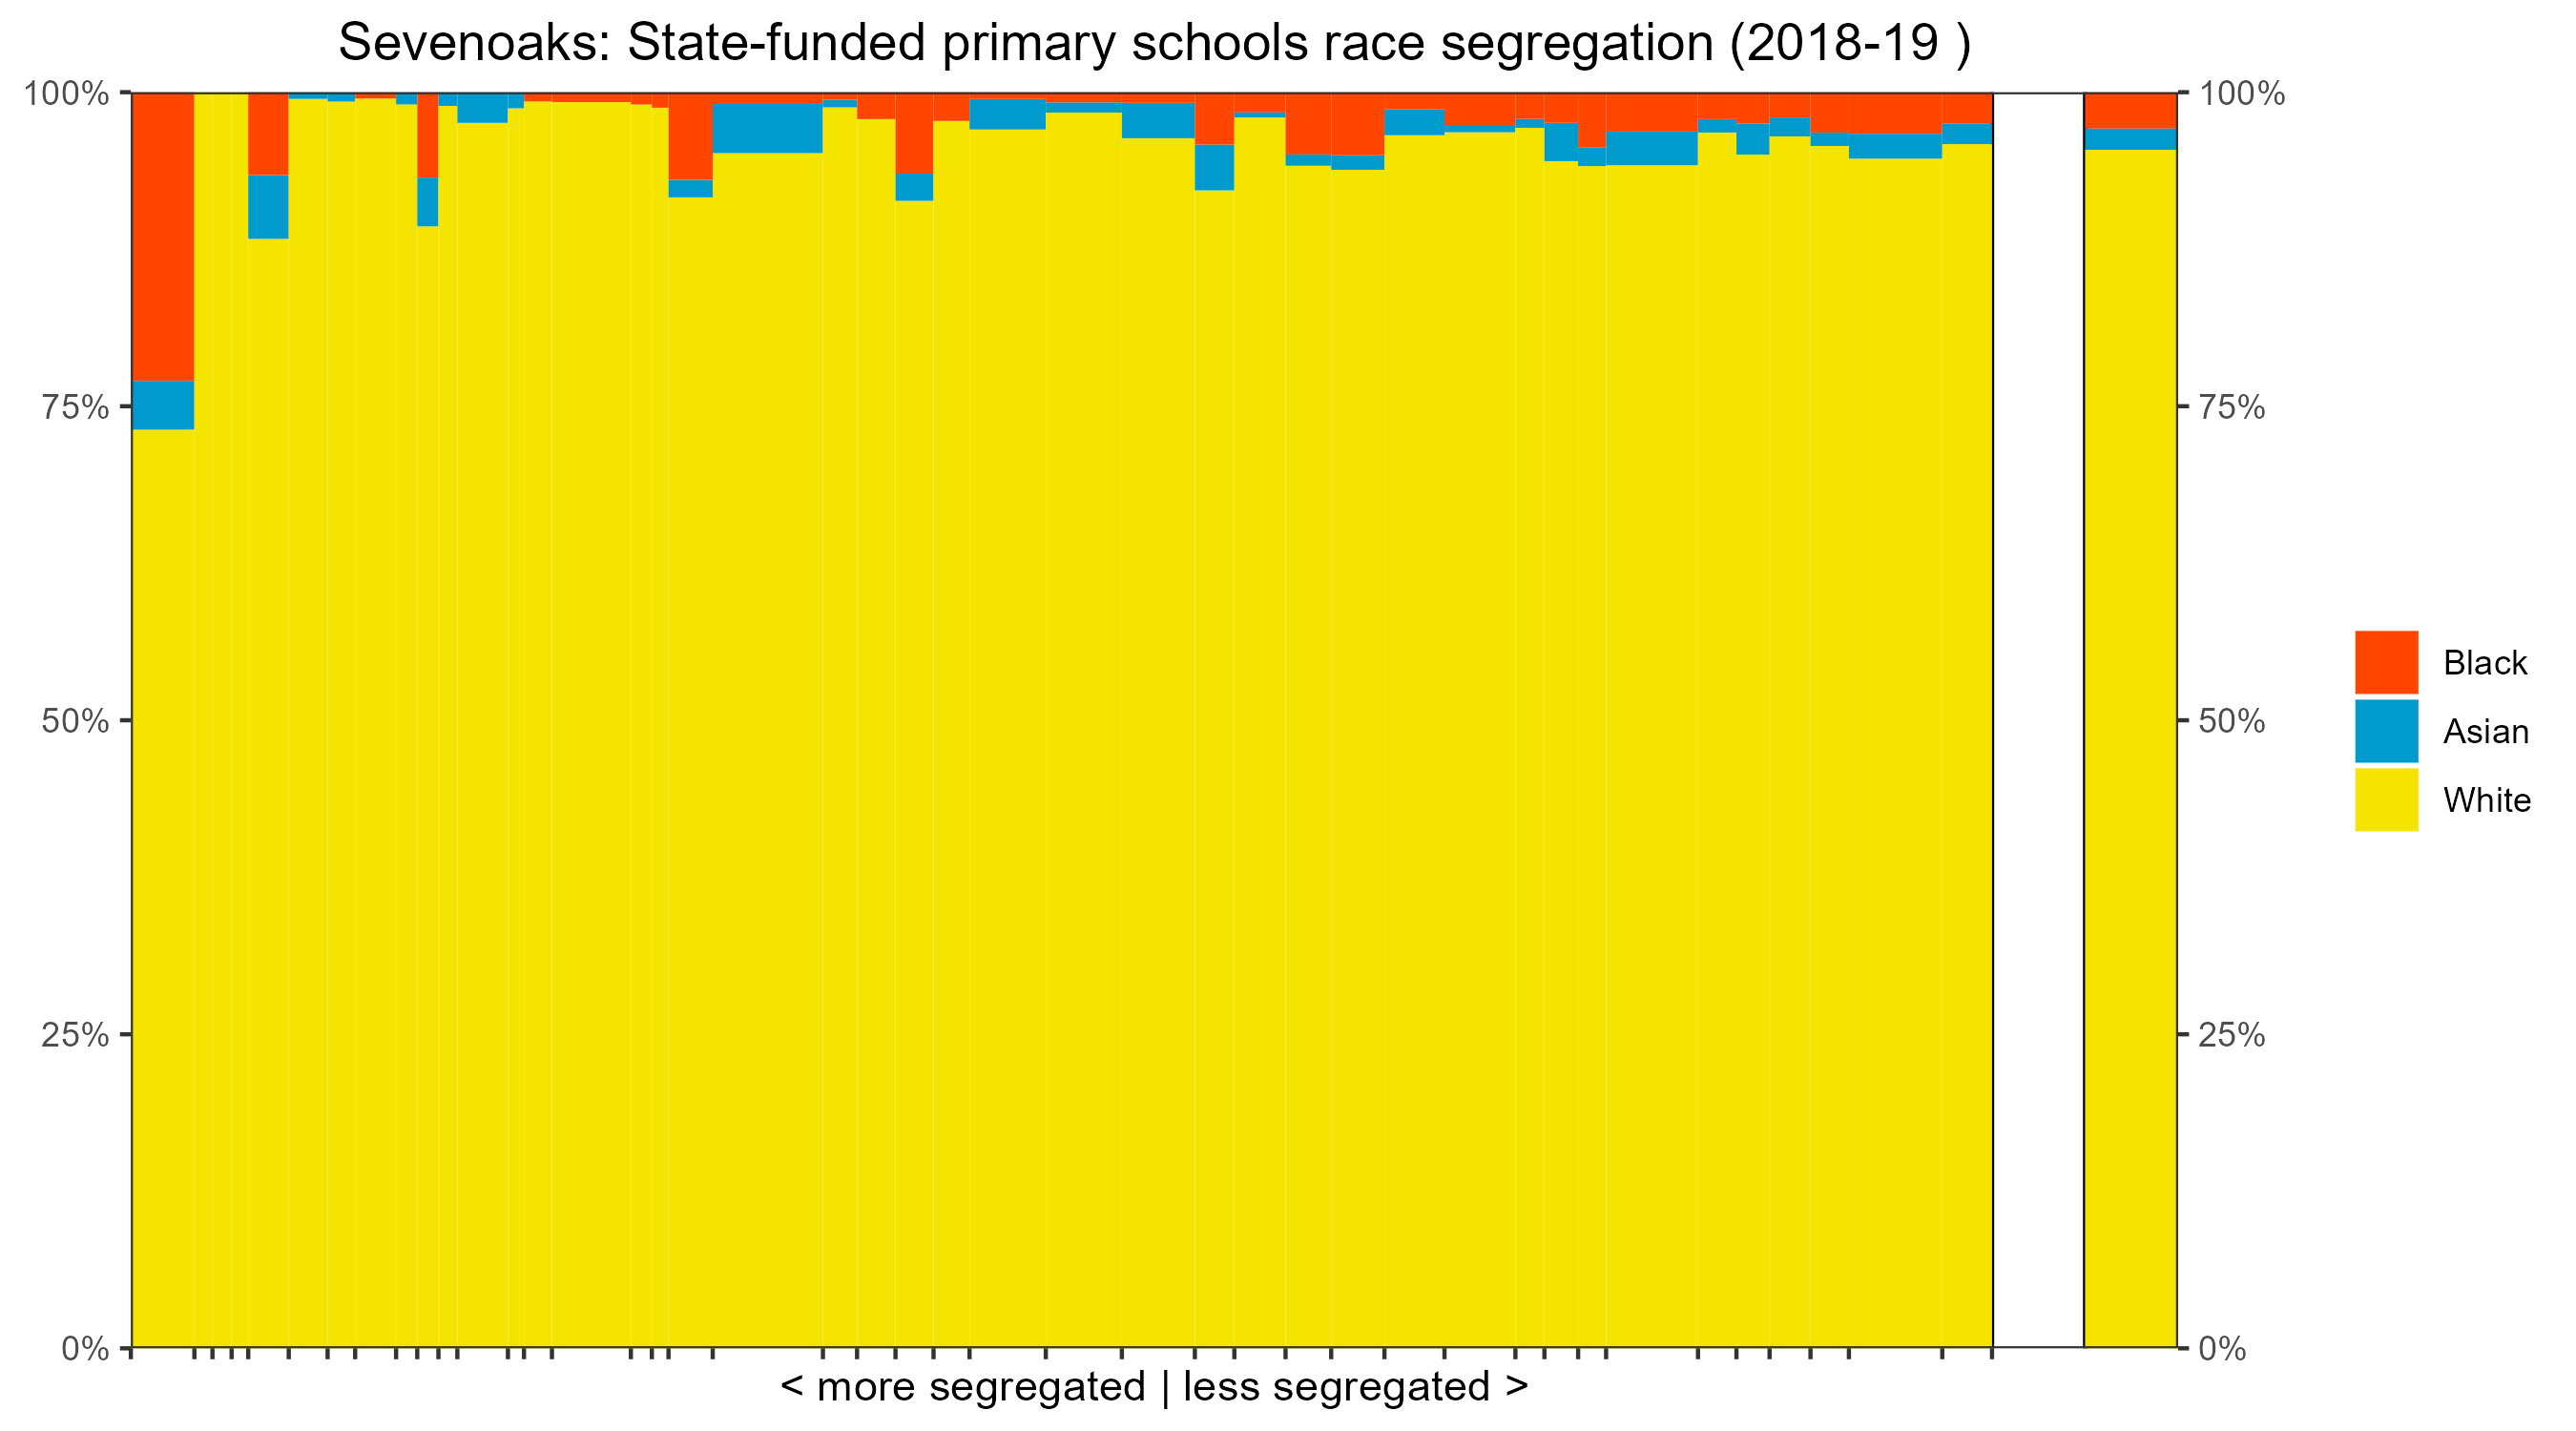 Sevenoaks: State-funded primary schools race segregation (2018-19 )
100%
75%
50%
25%
0%
100%
75%
50%
25%
0%
Black
Asian
White
< more segregated | less segregated >